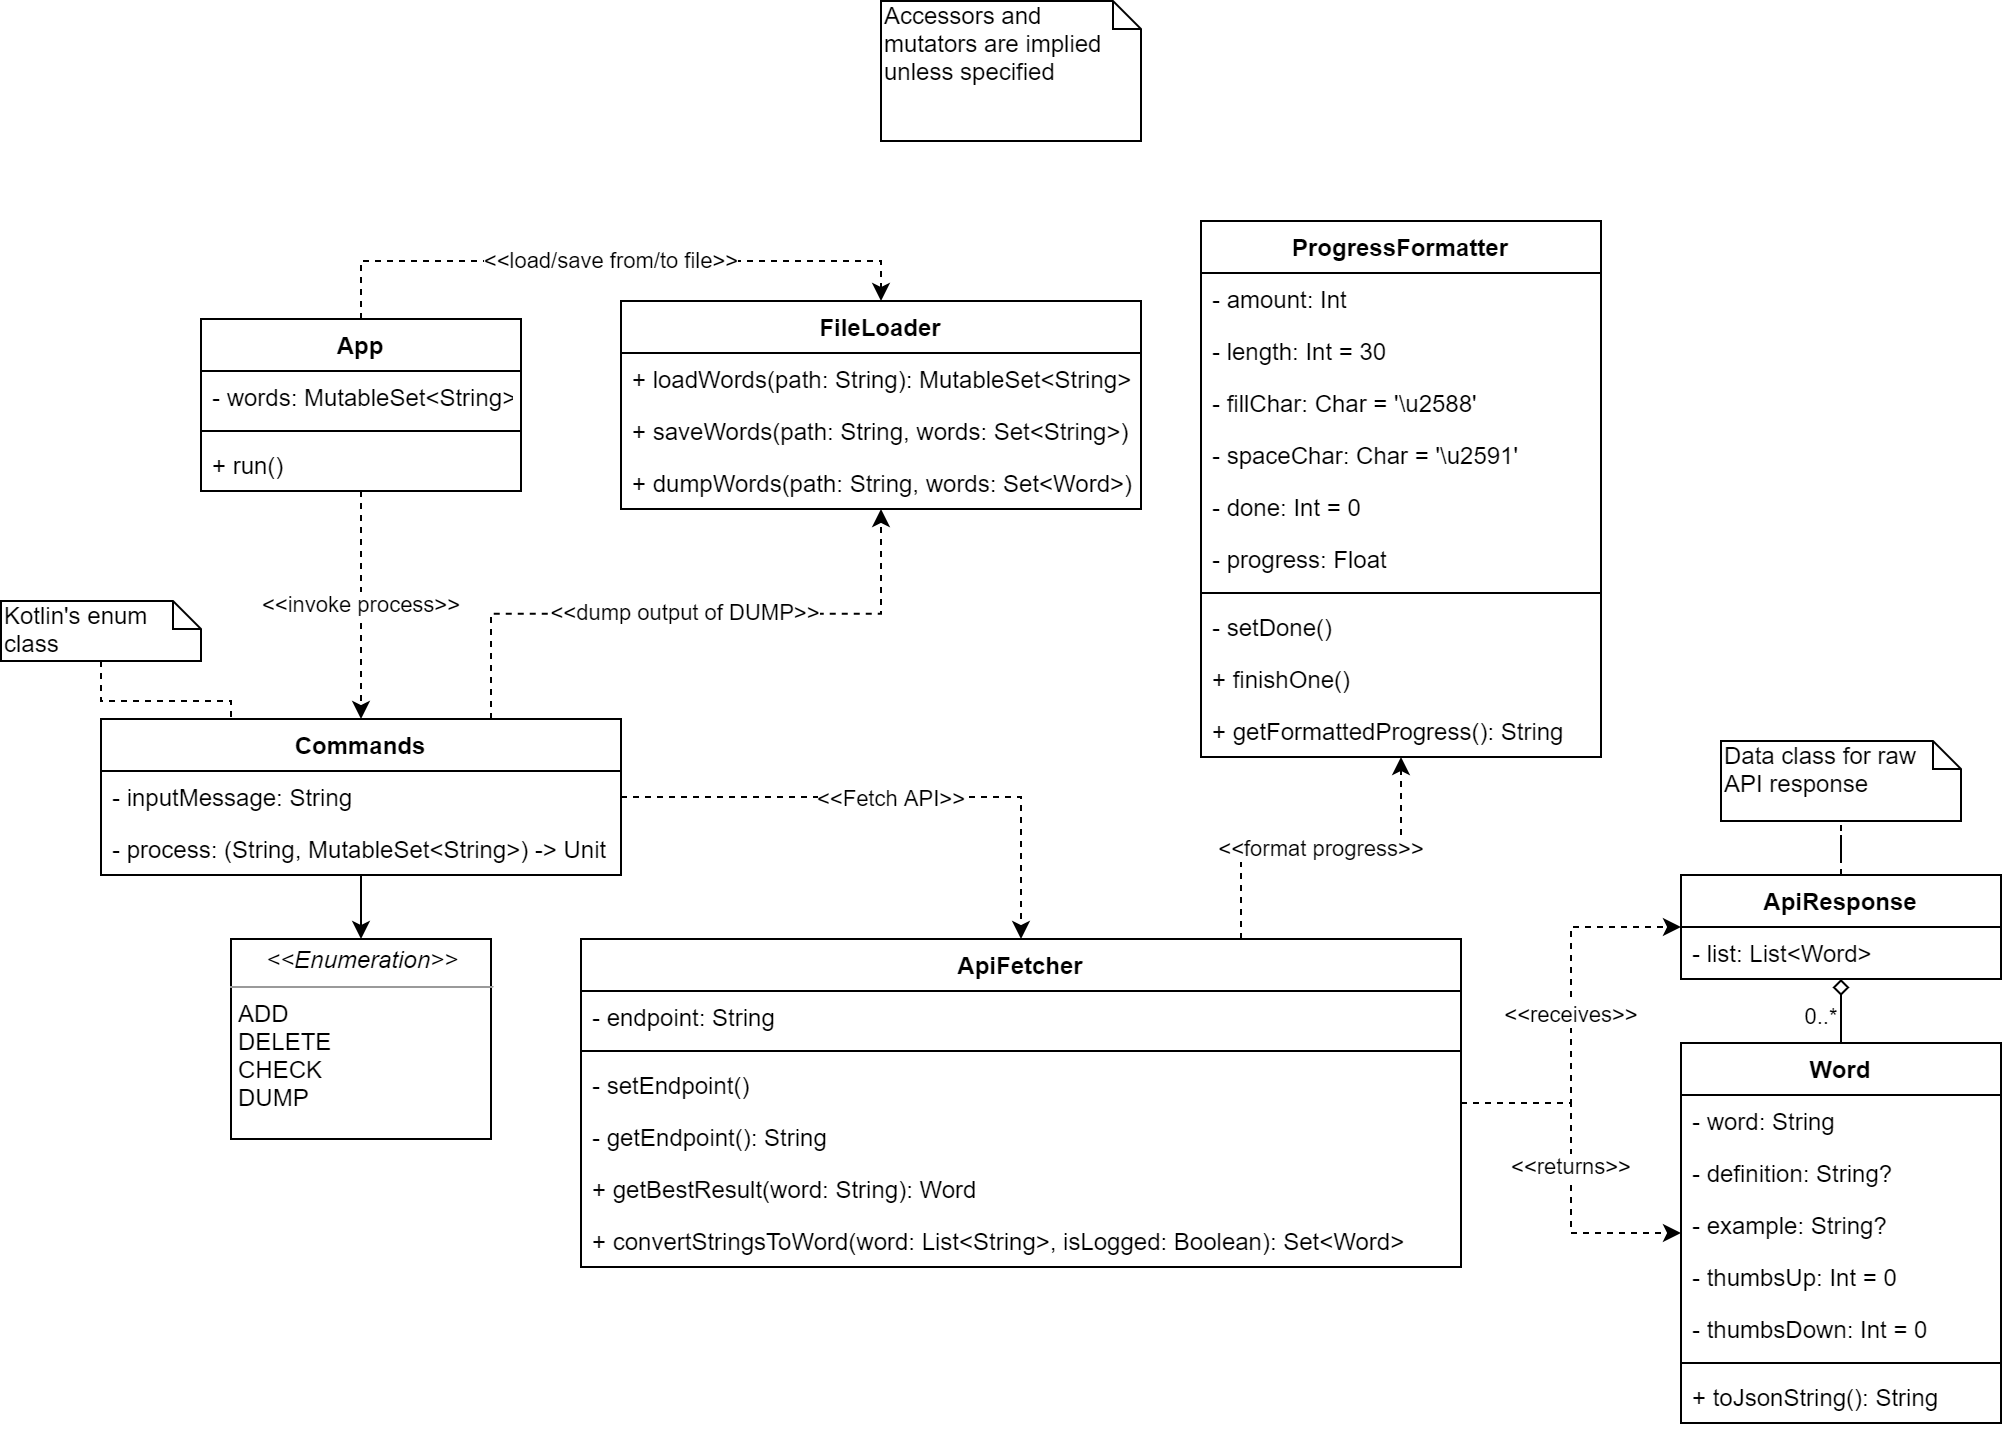 Accessors and
mutators are implied
unless specified
<<load/save from/to file>>
App
- words: MutableSet<String>
+ run()
FileLoader
+ loadWords(path: String): MutableSet<String>
+ saveWords(path: String, words: Set<String>)
+ dumpWords(path: String, words: Set<Word>)
ProgressFormatter
- amount: Int
- length: Int = 30
- fillChar: Char = '\u2588'
- spaceChar: Char = '\u2591'
- done: Int = 0
- progress: Float
- setDone()
+ finishOne()
+ getFormattedProgress(): String
<<invoke process>>
<<dump output of DUMP>>
Kotlin's enum
class
Commands
- inputMessage: String
- process: (String, MutableSet<String>) -> Unit
<<Fetch API>>
<<format progress>>
Data class for raw
API response
<<Enumeration>>
ADD
DELETE
CHECK
DUMP
ApiFetcher
- endpoint: String
- setEndpoint()
- getEndpoint(): String
+ getBestResult(word: String): Word
+ convertStringsToWord(word: List<String>, isLogged: Boolean): Set<Word>
<<receives>>
<<returns>>
ApiResponse
- list: List<Word>
0..*
Word
- word: String
- definition: String?
- example: String?
- thumbsUp: Int = 0
- thumbsDown: Int = 0
+ toJsonString(): String